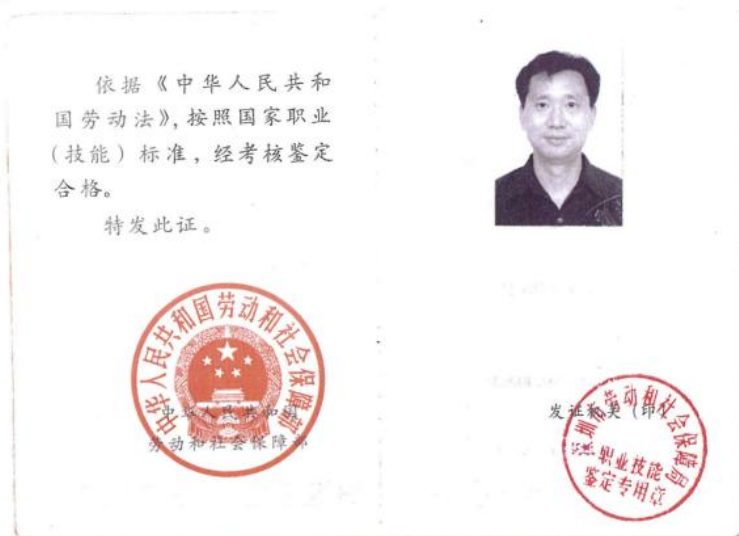 依据《中华人民共和
国劳动法》，按照国家职业
（技能）标准，经考核鉴定
合格。
特发此证。
中华人民共和国劳动和社会保障部
中华人民共和国
劳动和社会保障部
发证机关（印）
深圳市劳动和社会保障局
职业技能
鉴定专用章